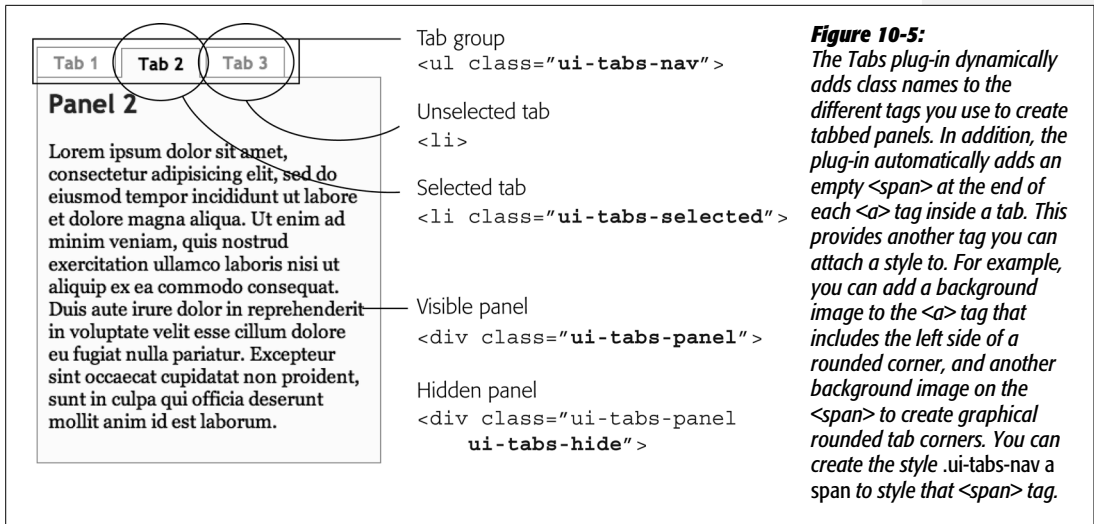 Tab 1
Tab 2
Tab 3
Panel 2
Lorem ipsum dolor sit amet,
consectetur adipisicing elit, sed do
eiusmod tempor incididunt ut labore
et dolore magna aliqua. Ut enim ad
minim veniam, quis nostrud
exercitation ullamco laboris nisi ut
aliquip ex ea commodo consequat.
Duis aute irure dolor in reprehenderit
in voluptate velit esse cillum dolore
eu fugiat nulla pariatur. Excepteur
sint occaecat cupidatat non proident,
sunt in culpa qui officia deserunt
mollit anim id est laborum.
Tab group
<ul class="ui-tabs-nav">
Unselected tab
<li>
Selected tab
<li class="ui-tabs-selected">
Visible panel
<div class="ui-tabs-panel">
Hidden panel
<div class="ui-tabs-panel
ui-tabs-hide">
Figure 10-5:
The Tabs plug-in dynamically
adds class names to the
different tags you use to create
tabbed panels. In addition, the
plug-in automatically adds an
empty <span> at the end of
each <a> tag inside a tab. This
provides another tag you can
attach a style to. For example,
you can add a background
image to the <a> tag that
includes the left side of a
rounded corner, and another
background image on the
<span> to create graphical
rounded tab corners. You can
create the style .ui-tabs-nav a
span to style that <span> tag.